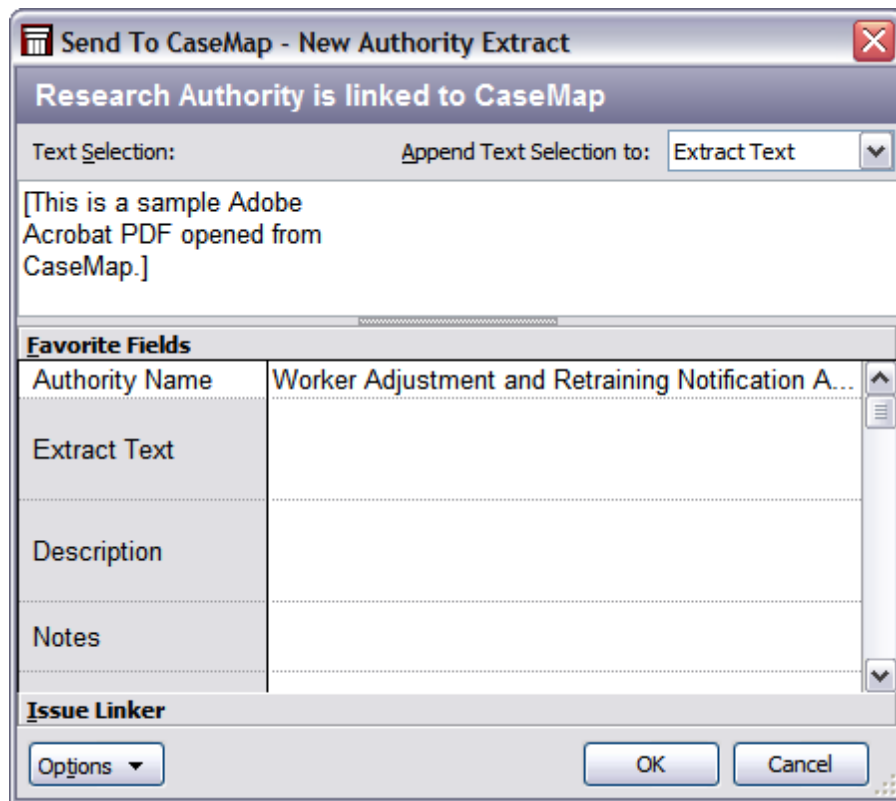 Send To CaseMap - New Authority Extract
Research Authority is linked to CaseMap
Text Selection: Append Text Selection to: Extract Text
[This is a sample Adobe
Acrobat PDF opened from
CaseMap.]
Favorite Fields
Authority Name Worker Adjustment and Retraining Notification A...
Extract Text
Description
Notes
Issue Linker
Options OK Cancel